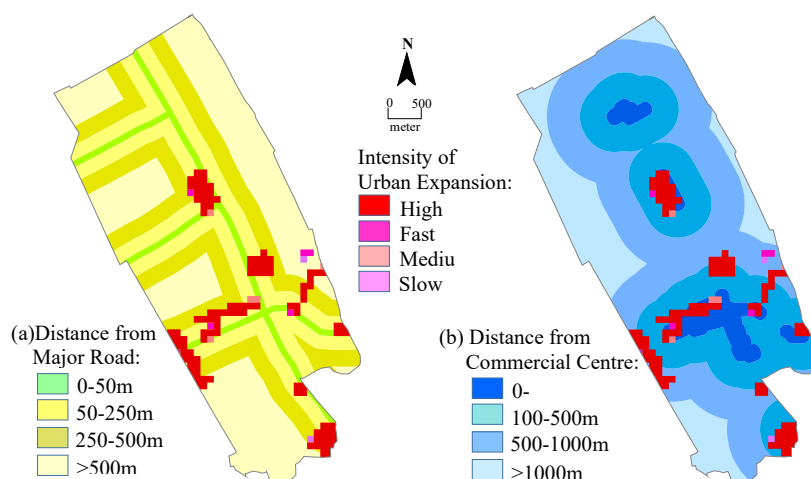 N
0 500
meter
Intensity of
Urban Expansion:
High
Fast
Mediu
Slow
(a)Distance from
Major Road:
0-50m
50-250m
250-500m
>500m
(b) Distance from
Commercial Centre:
0-
100-500m
500-1000m
>1000m